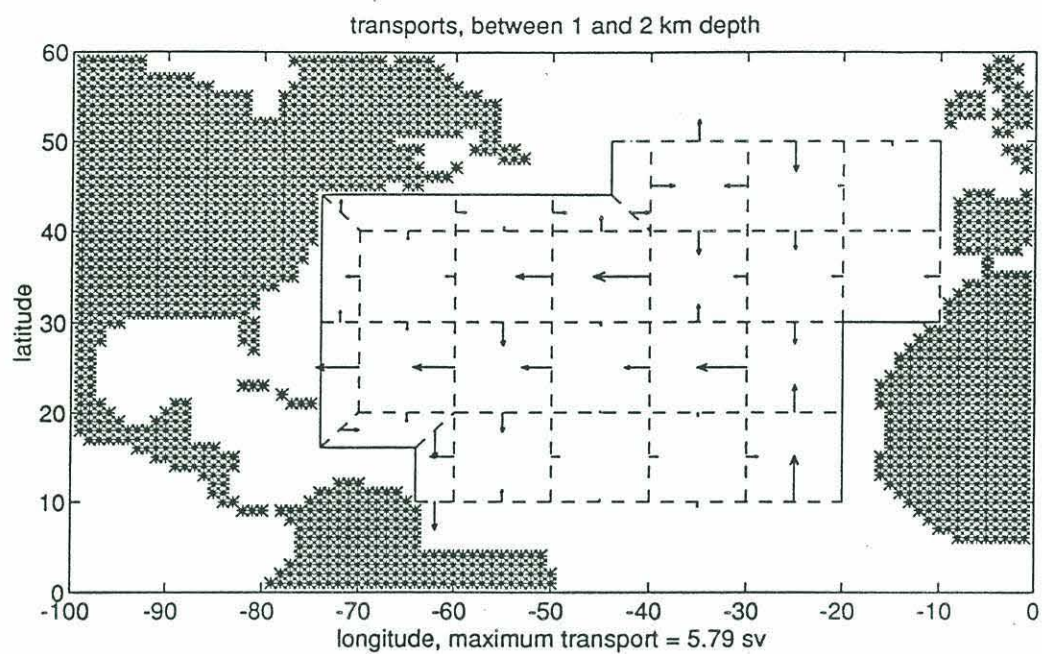 transports, between 1 and 2 km depth
60
50
40
30
20
10
0
latitude
-100 -90 -80 -70 -60 -50 -40 -30 -20 -10 0
longitude, maximum transport = 5.79 sv